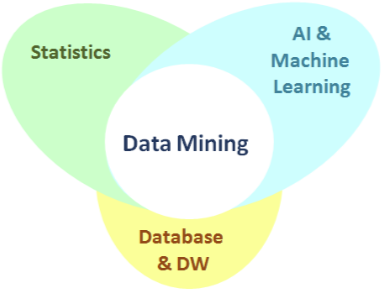 Statistics
AI &
Machine
Learning
Data Mining
Database
& DW